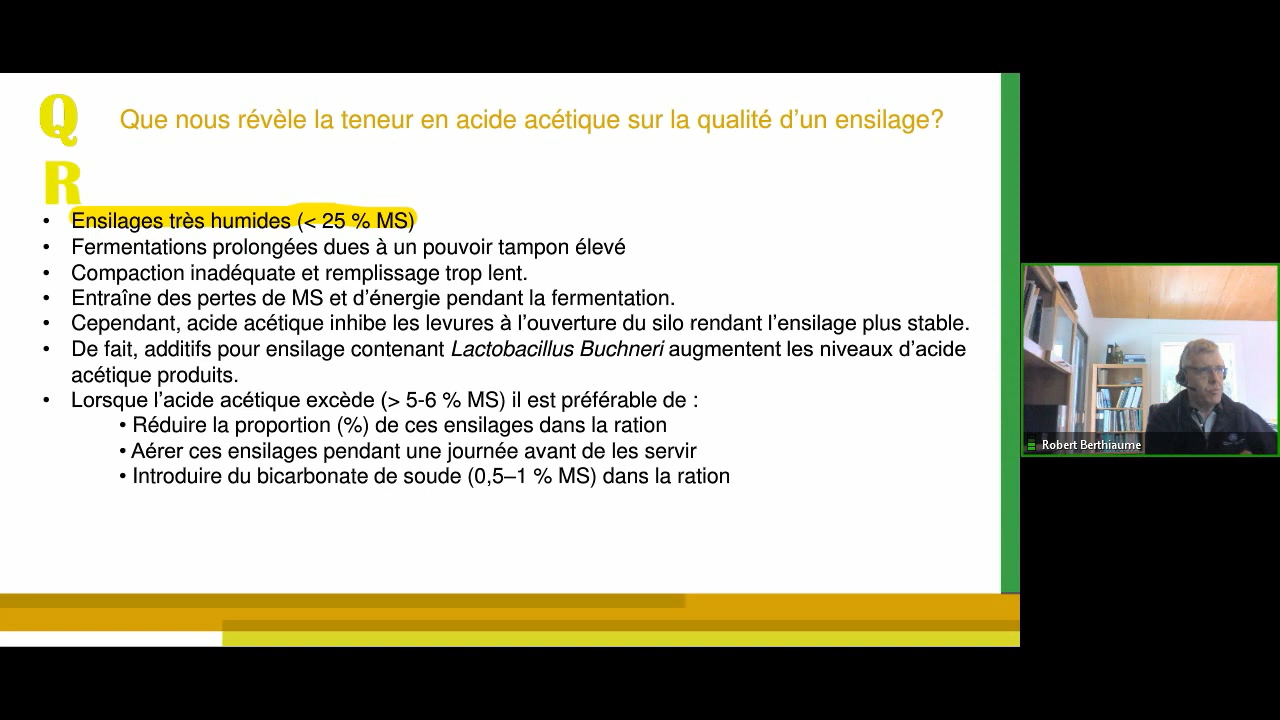 Q
Que nous révèle la teneur en acide acétique sur la qualité d’un ensilage?
R
• Ensilages très humides (< 25 % MS)
• Fermentations prolongées dues à un pouvoir tampon élevé
• Compaction inadéquate et remplissage trop lent.
• Entraîne des pertes de MS et d’énergie pendant la fermentation.
• Cependant, acide acétique inhibe les levures à l’ouverture du silo rendant l’ensilage plus stable.
• De fait, additifs pour ensilage contenant Lactobacillus Buchneri augmentent les niveaux d’acide
acétique produits.
• Lorsque l’acide acétique excède (> 5-6 % MS) il est préférable de :
• Réduire la proportion (%) de ces ensilages dans la ration
• Aérer ces ensilages pendant une journée avant de les servir
• Introduire du bicarbonate de soude (0,5–1 % MS) dans la ration
Robert Berthiaume